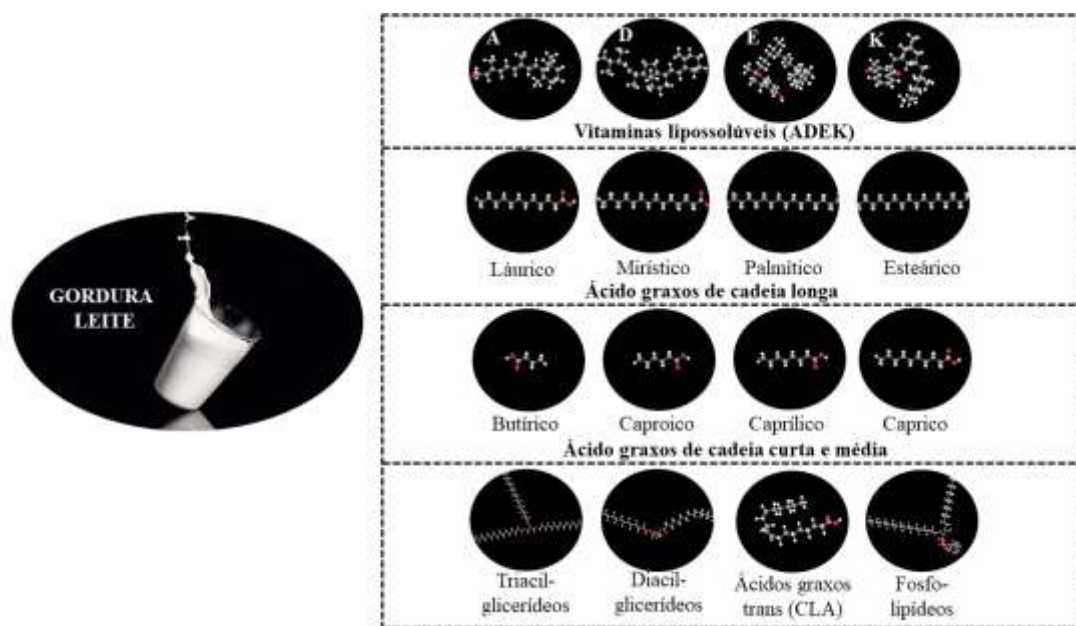 GORDURA
LEITE
A D E K
Vitaminas lipossolúveis (ADEK)
Láurico Mirístico Palmítico Esteárico
Ácido graxos de cadeia longa
Butírico Caproico Caprílico Caprico
Ácido graxos de cadeia curta e média
Triacil- Diacil- Ácidos graxos Fosfo-
glicerídeos glicerídeos trans (CLA) lipídeos